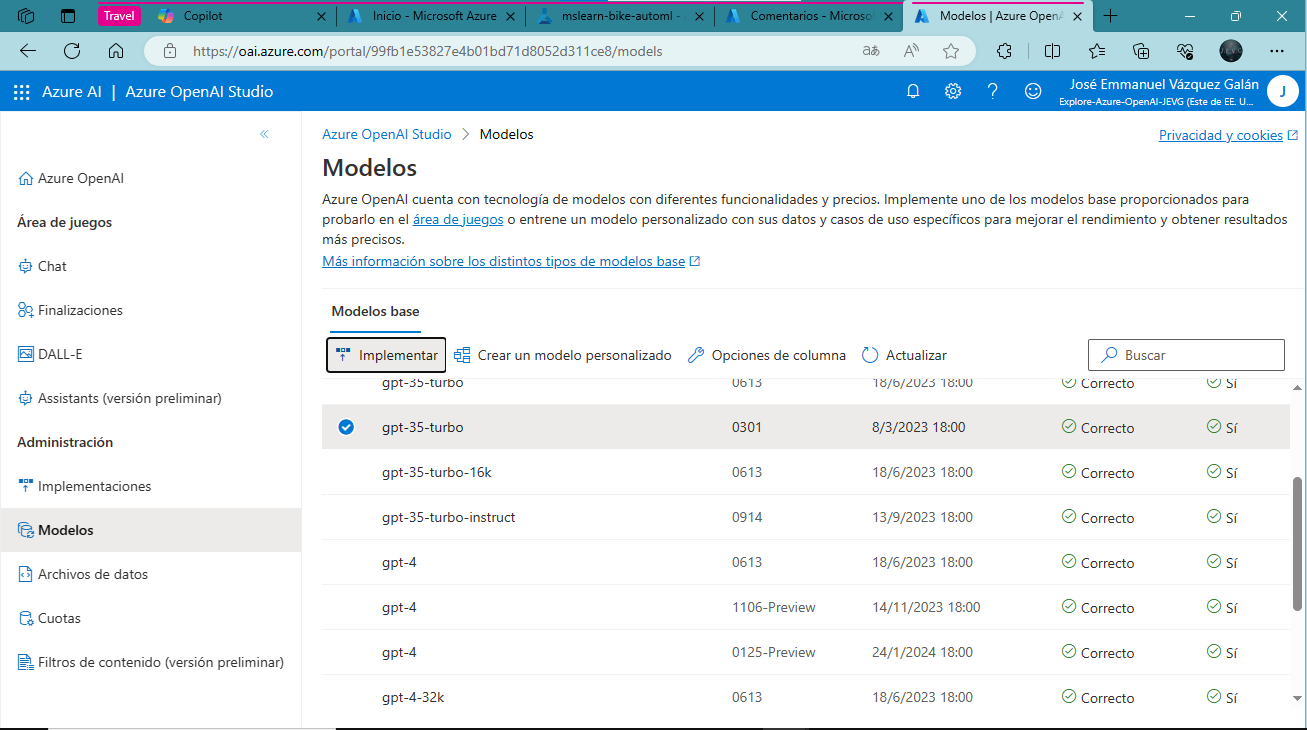 Travel
Copilot
Inicio - Microsoft Azure
mslearn-bike-automl -
Comentarios - Microso
Modelos | Azure OpenA
https://oai.azure.com/portal/99fb1e53827e4b01bd71d8052d311ce8/models
Azure AI | Azure OpenAI Studio
José Emmanuel Vázquez Galán
Explore-Azure-OpenAI-JEVG (Este de EE. U...
J
Azure OpenAI
Área de juegos
Chat
Finalizaciones
DALL-E
Assistants (versión preliminar)
Administración
Implementaciones
Modelos
Archivos de datos
Cuotas
Filtros de contenido (versión preliminar)
Azure OpenAI Studio > Modelos
Privacidad y cookies
Modelos
Azure OpenAI cuenta con tecnología de modelos con diferentes funcionalidades y precios. Implemente uno de los modelos base proporcionados para
probarlo en el área de juegos o entrene un modelo personalizado con sus datos y casos de uso específicos para mejorar el rendimiento y obtener resultados
más precisos.
Más información sobre los distintos tipos de modelos base
Modelos base
Implementar Crear un modelo personalizado Opciones de columna Actualizar Buscar
gpt-35-turbo 0613 18/6/2023 18:00 Correcto Sí
gpt-35-turbo 0301 8/3/2023 18:00 Correcto Sí
gpt-35-turbo-16k 0613 18/6/2023 18:00 Correcto Sí
gpt-35-turbo-instruct 0914 13/9/2023 18:00 Correcto Sí
gpt-4 0613 18/6/2023 18:00 Correcto Sí
gpt-4 1106-Preview 14/11/2023 18:00 Correcto Sí
gpt-4 0125-Preview 24/1/2024 18:00 Correcto Sí
gpt-4-32k 0613 18/6/2023 18:00 Correcto Sí